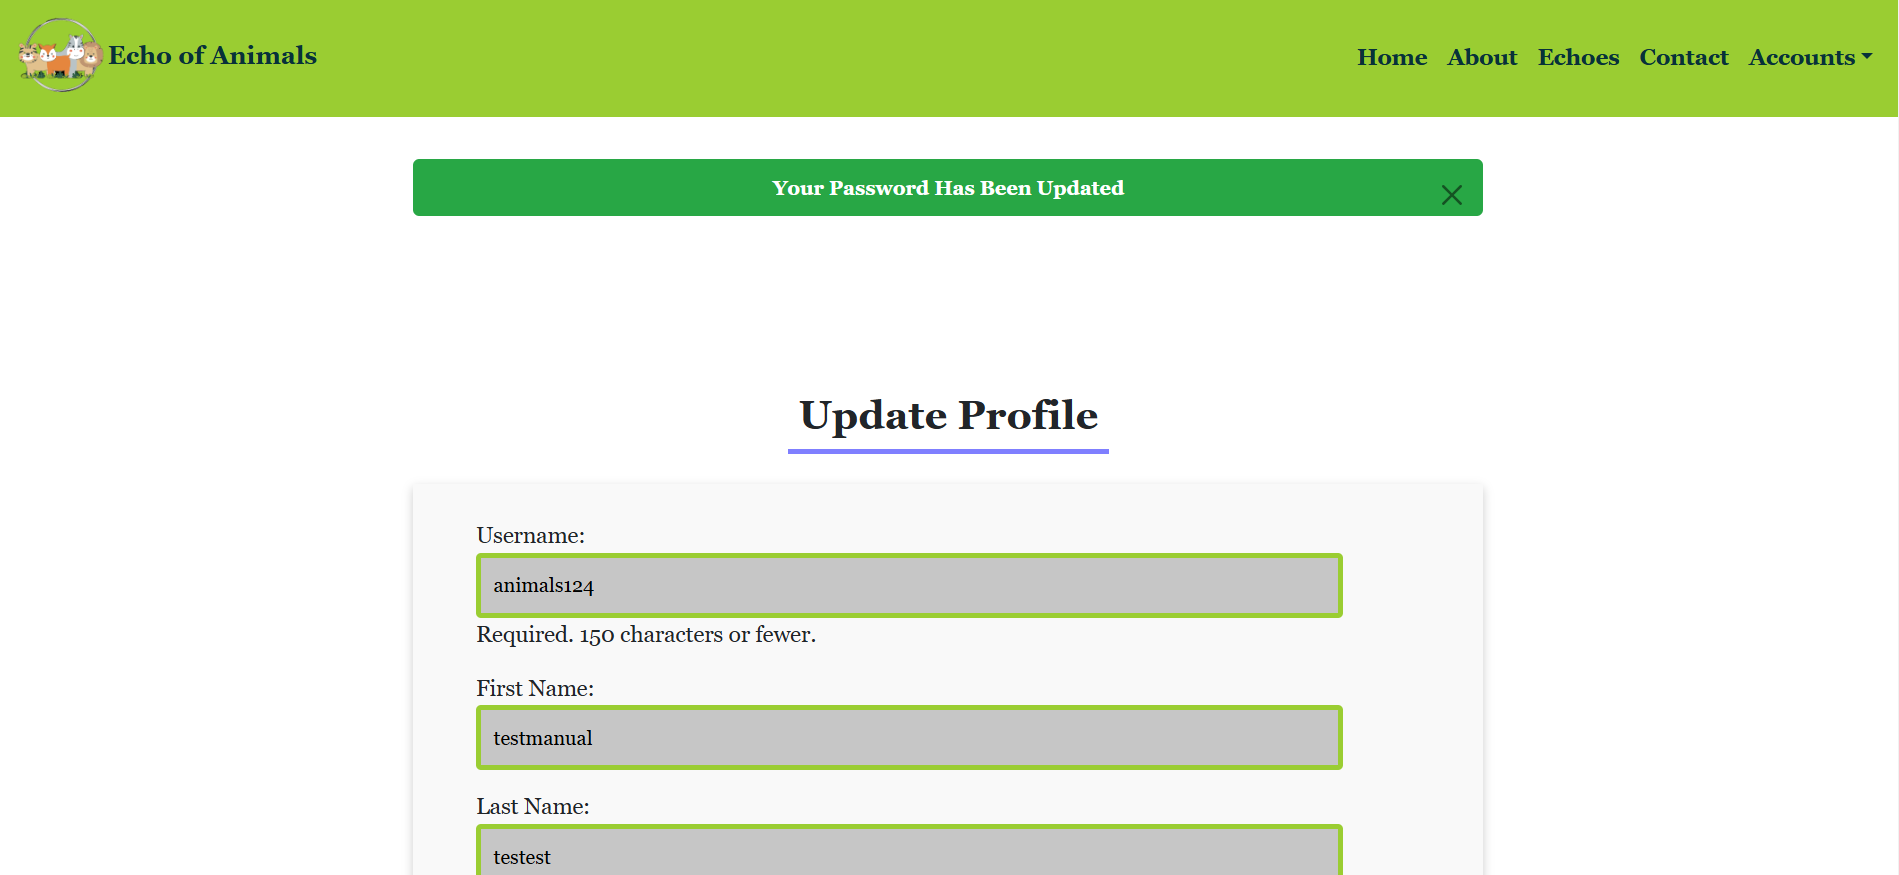 Echo of Animals
Home About Echoes Contact Accounts
Your Password Has Been Updated
Update Profile
Username:
animals124
Required. 150 characters or fewer.
First Name:
testmanual
Last Name:
testest